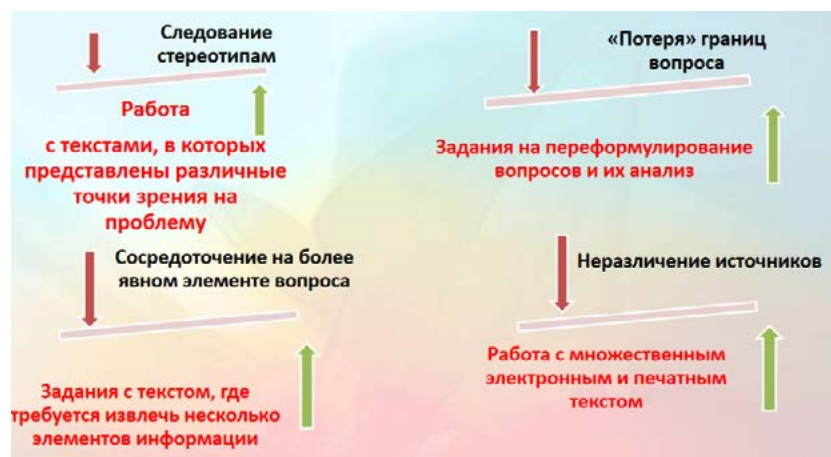 Следование
стереотипам
Работа
с текстами, в которых
представлены различные
точки зрения на
проблему
«Потеря» границ
вопроса
Задания на переформулирование
вопросов и их анализ
Сосредоточение на более
явном элементе вопроса
Задания с текстом, где
требуется извлечь несколько
элементов информации
Неразличение источников
Работа с множественным
электронным и печатным
текстом